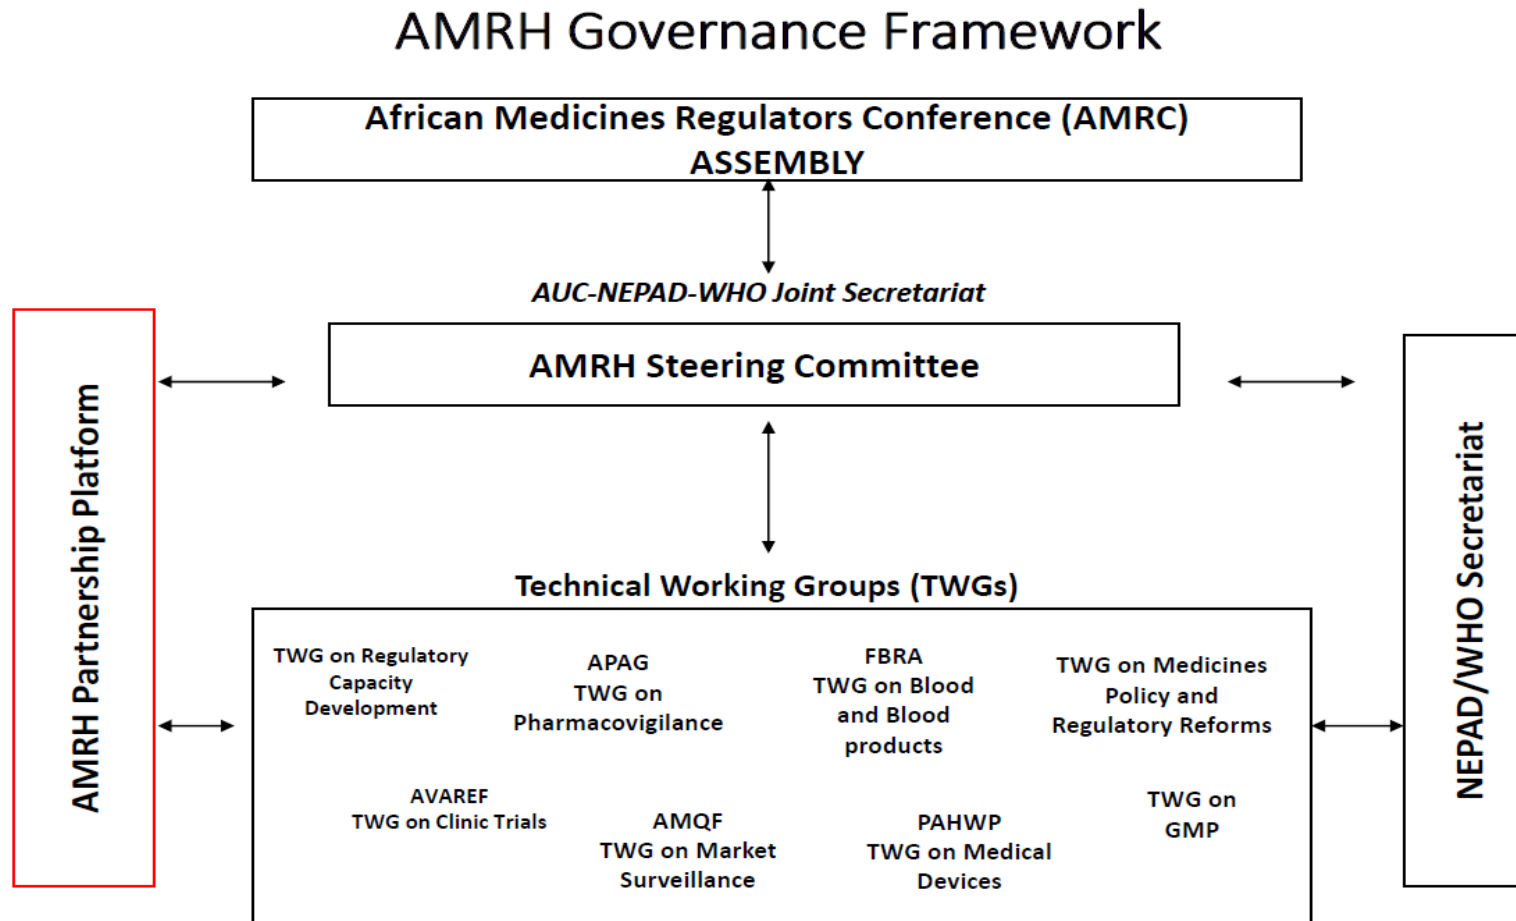 AMRH Governance Framework
African Medicines Regulators Conference (AMRC)
ASSEMBLY
AUC-NEPAD-WHO Joint Secretariat
AMRH Steering Committee
AMRH Partnership Platform
NEPAD/WHO Secretariat
Technical Working Groups (TWGs)
TWG on Regulatory
Capacity
Development
APAG
TWG on
Pharmacovigilance
FBRA
TWG on Blood
and Blood
products
TWG on Medicines
Policy and
Regulatory Reforms
AVAREF
TWG on Clinic Trials
AMQF
TWG on Market
Surveillance
PAHWP
TWG on Medical
Devices
TWG on
GMP